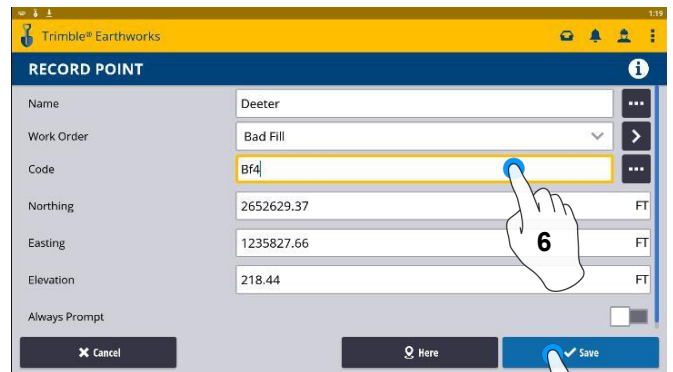 1:19
Trimble® Earthworks
RECORD POINT
Name Deeter
Work Order Bad Fill
Code Bf4
Northing 2652629.37 FT
Easting 1235827.66 FT
Elevation 218.44 FT
Always Prompt
Cancel Here Save
6